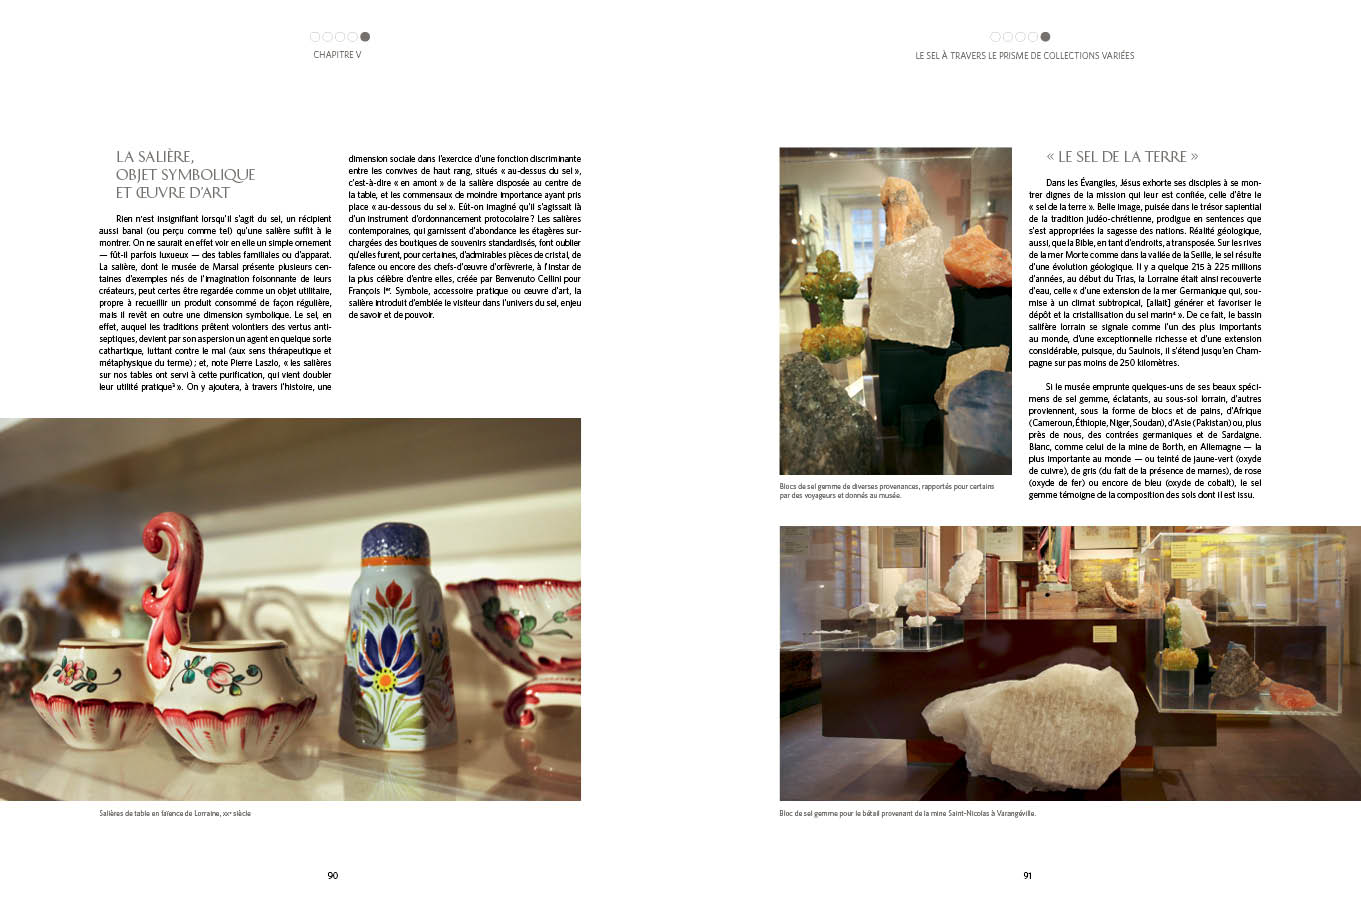 CHAPITRE V
LA SALIÈRE,
OBJET SYMBOLIQUE
ET ŒUVRE D'ART
Rien n'est insignifiant lorsqu'il s'agit du sel, un récipient
aussi banal (ou perçu comme tel) qu'une salière suffit à le
montrer. On ne saurait en effet voir en elle un simple ornement
— fût-il parfois luxueux — des tables familiales ou d'apparat.
La salière, dont le musée de Marsal présente plusieurs cen-
taines d'exemples nés de l'imagination foisonnante de leurs
créateurs, peut certes être regardée comme un objet utilitaire,
propre à recueillir un produit consommé de façon régulière,
mais il revêt en outre une dimension symbolique. Le sel, en
effet, auquel les traditions prêtent volontiers des vertus anti-
septiques, devient par son aspersion un agent en quelque sorte
cathartique, luttant contre le mal (aux sens thérapeutique et
métaphysique du terme) ; et, note Pierre Laszlo, « les salières
sur nos tables ont servi à cette purification, qui vient doubler
leur utilité pratique³ ». On y ajoutera, à travers l'histoire, une
dimension sociale dans l'exercice d'une fonction discriminante
entre les convives de haut rang, situés « au-dessus du sel »,
c'est-à-dire « en amont » de la salière disposée au centre de
la table, et les commensaux de moindre importance ayant pris
place « au-dessous du sel ». Eût-on imaginé qu'il s'agissait là
d'un instrument d'ordonnancement protocolaire ? Les salières
contemporaines, qui garnissent d'abondance les étagères sur-
chargées des boutiques de souvenirs standardisés, font oublier
qu'elles furent, pour certaines, d'admirables pièces de cristal, de
faïence ou encore des chefs-d'œuvre d'orfèvrerie, à l'instar de
la plus célèbre d'entre elles, créée par Benvenuto Cellini pour
François Iᵉʳ. Symbole, accessoire pratique ou œuvre d'art, la
salière introduit d'emblée le visiteur dans l'univers du sel, enjeu
de savoir et de pouvoir.
Salières de table en faïence de Lorraine, XXᵉ siècle
90
LE SEL À TRAVERS LE PRISME DE COLLECTIONS VARIÉES
« LE SEL DE LA TERRE »
Dans les Évangiles, Jésus exhorte ses disciples à se mon-
trer dignes de la mission qui leur est confiée, celle d'être le
« sel de la terre ». Belle image, puisée dans le trésor sapiential
de la tradition judéo-chrétienne, prodigue en sentences que
s'est appropriées la sagesse des nations. Réalité géologique,
aussi, que la Bible, en tant d'endroits, a transposée. Sur les rives
de la mer Morte comme dans la vallée de la Seille, le sel résulte
d'une évolution géologique. Il y a quelque 215 à 225 millions
d'années, au début du Trias, la Lorraine était ainsi recouverte
d'eau, celle « d'une extension de la mer Germanique qui, sou-
mise à un climat subtropical, [allait] générer et favoriser le
dépôt et la cristallisation du sel marin⁴ ». De ce fait, le bassin
salifère lorrain se signale comme l'un des plus importants
au monde, d'une exceptionnelle richesse et d'une extension
considérable, puisque, du Saulnois, il s'étend jusqu'en Cham-
pagne sur pas moins de 250 kilomètres.
Si le musée emprunte quelques-uns de ses beaux spéci-
mens de sel gemme, éclatants, au sous-sol lorrain, d'autres
proviennent, sous la forme de blocs et de pains, d'Afrique
(Cameroun, Éthiopie, Niger, Soudan), d'Asie (Pakistan) ou, plus
près de nous, des contrées germaniques et de Sardaigne.
Blanc, comme celui de la mine de Borth, en Allemagne — la
plus importante au monde — ou teinté de jaune-vert (oxyde
de cuivre), de gris (du fait de la présence de marnes), de rose
(oxyde de fer) ou encore de bleu (oxyde de cobalt), le sel
gemme témoigne de la composition des sols dont il est issu.
Blocs de sel gemme de diverses provenances, rapportés pour certains
par des voyageurs et donnés au musée.
Bloc de sel gemme pour le bétail provenant de la mine Saint-Nicolas à Varangéville.
91